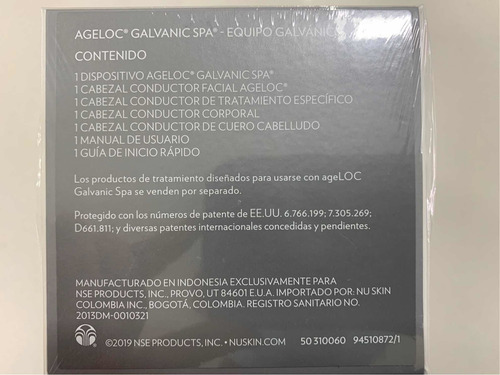 AGELOC® GALVANIC SPA® - EQUIPO GALVÁNICO
CONTENIDO
1 DISPOSITIVO AGELOC® GALVANIC SPA®
1 CABEZAL CONDUCTOR FACIAL AGELOC®
1 CABEZAL CONDUCTOR DE TRATAMIENTO ESPECÍFICO
1 CABEZAL CONDUCTOR CORPORAL
1 CABEZAL CONDUCTOR DE CUERO CABELLUDO
1 MANUAL DE USUARIO
1 GUÍA DE INICIO RÁPIDO
Los productos de tratamiento diseñados para usarse con ageLOC
Galvanic Spa se venden por separado.
Protegido con los números de patente de EE.UU. 6.766,199; 7.305.269;
D661.811; y diversas patentes internacionales concedidas y pendientes.
MANUFACTURADO EN INDONESIA EXCLUSIVAMENTE PARA
NSE PRODUCTS, INC., PROVO, UT 84601 E.U.A. IMPORTADO POR: NU SKIN
COLOMBIA INC., BOGOTÁ, COLOMBIA. REGISTRO SANITARIO NO.
2013DM-0010321
©2019 NSE PRODUCTS, INC. • NUSKIN.COM 50 310060 94510872/1